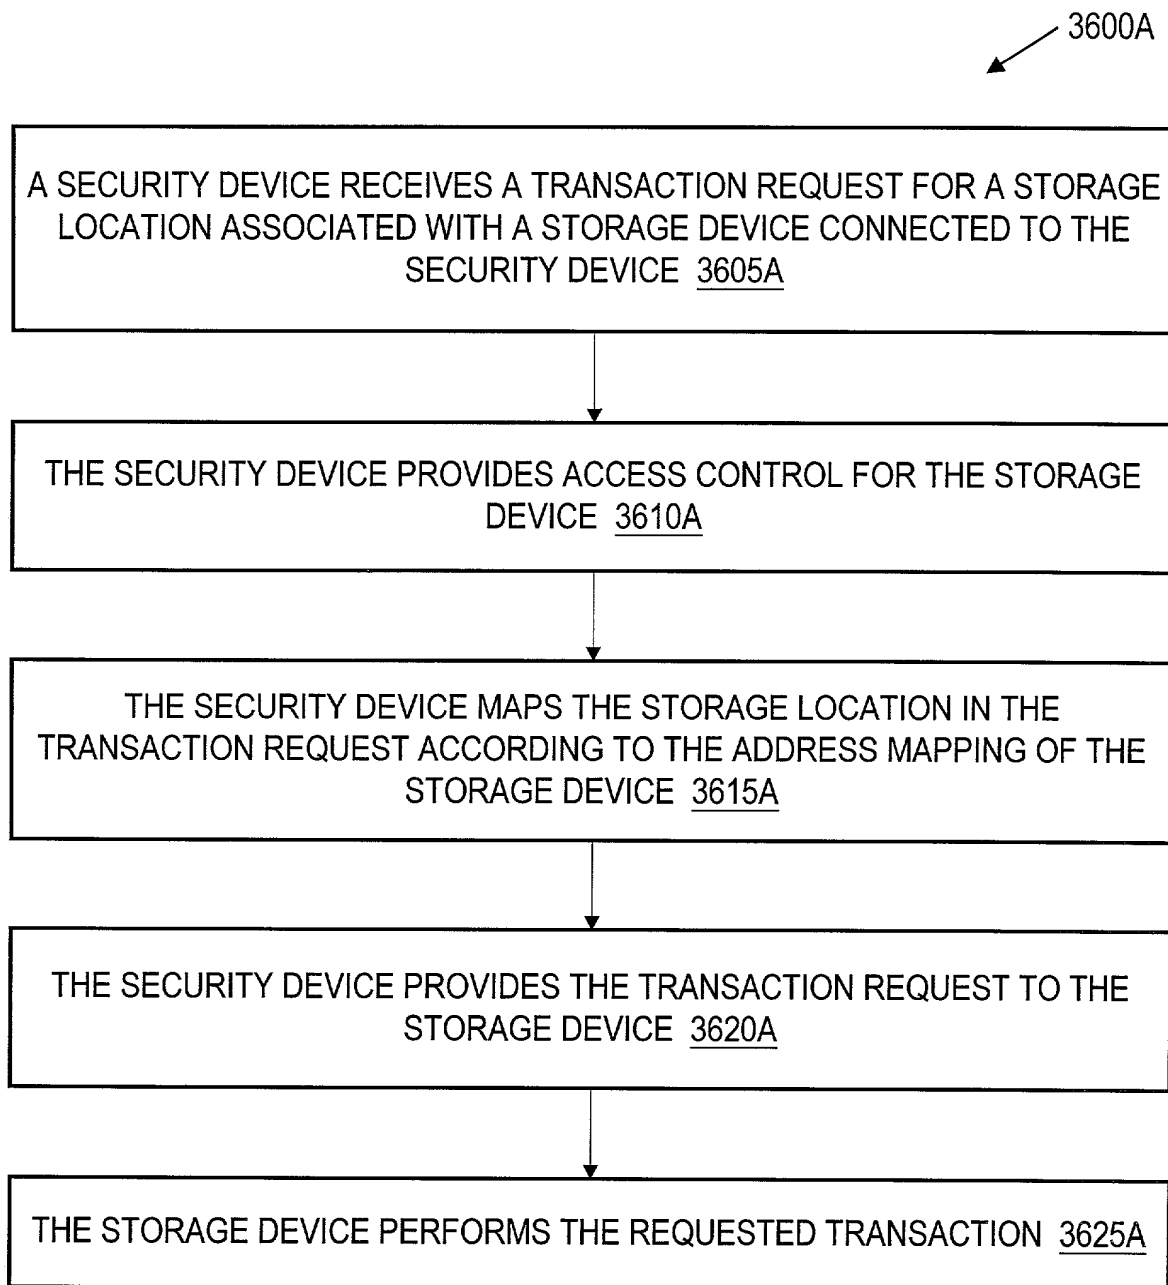 3600A
A SECURITY DEVICE RECEIVES A TRANSACTION REQUEST FOR A STORAGE
LOCATION ASSOCIATED WITH A STORAGE DEVICE CONNECTED TO THE
SECURITY DEVICE 3605A
THE SECURITY DEVICE PROVIDES ACCESS CONTROL FOR THE STORAGE
DEVICE 3610A
THE SECURITY DEVICE MAPS THE STORAGE LOCATION IN THE
TRANSACTION REQUEST ACCORDING TO THE ADDRESS MAPPING OF THE
STORAGE DEVICE 3615A
THE SECURITY DEVICE PROVIDES THE TRANSACTION REQUEST TO THE
STORAGE DEVICE 3620A
THE STORAGE DEVICE PERFORMS THE REQUESTED TRANSACTION 3625A